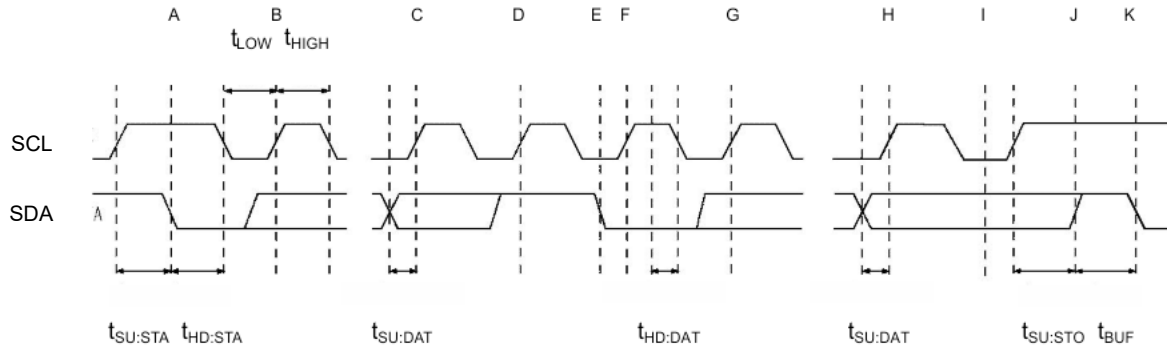 A B C D E F G H I J K
tLOW tHIGH
SCL
SDA A
tSU:STA tHD:STA tSU:DAT tHD:DAT tSU:DAT tSU:STO tBUF